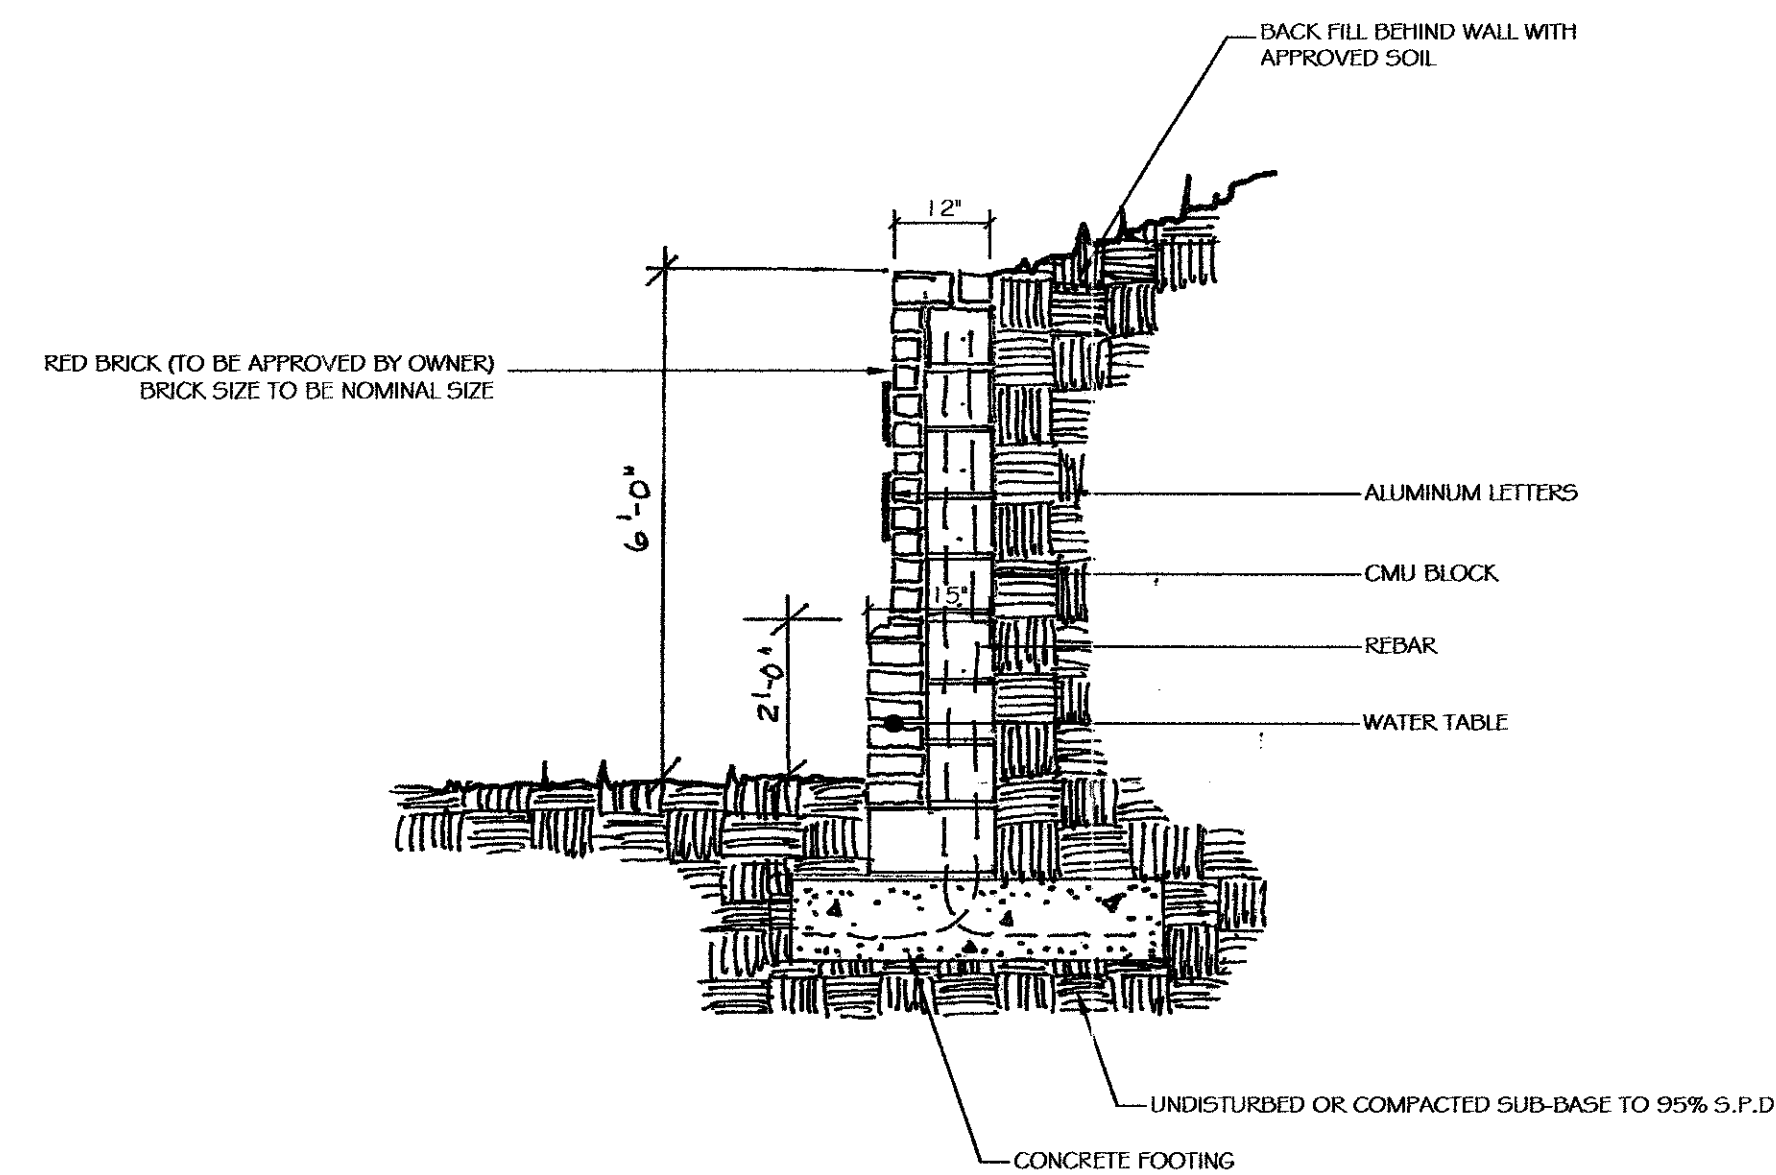 BACK FILL BEHIND WALL WITH
APPROVED SOIL
12"
RED BRICK (TO BE APPROVED BY OWNER)
BRICK SIZE TO BE NOMINAL SIZE
6'-0"
ALUMINUM LETTERS
CMU BLOCK
15"
REBAR
2'-0"
WATER TABLE
UNDISTURBED OR COMPACTED SUB-BASE TO 95% S.P.D
CONCRETE FOOTING